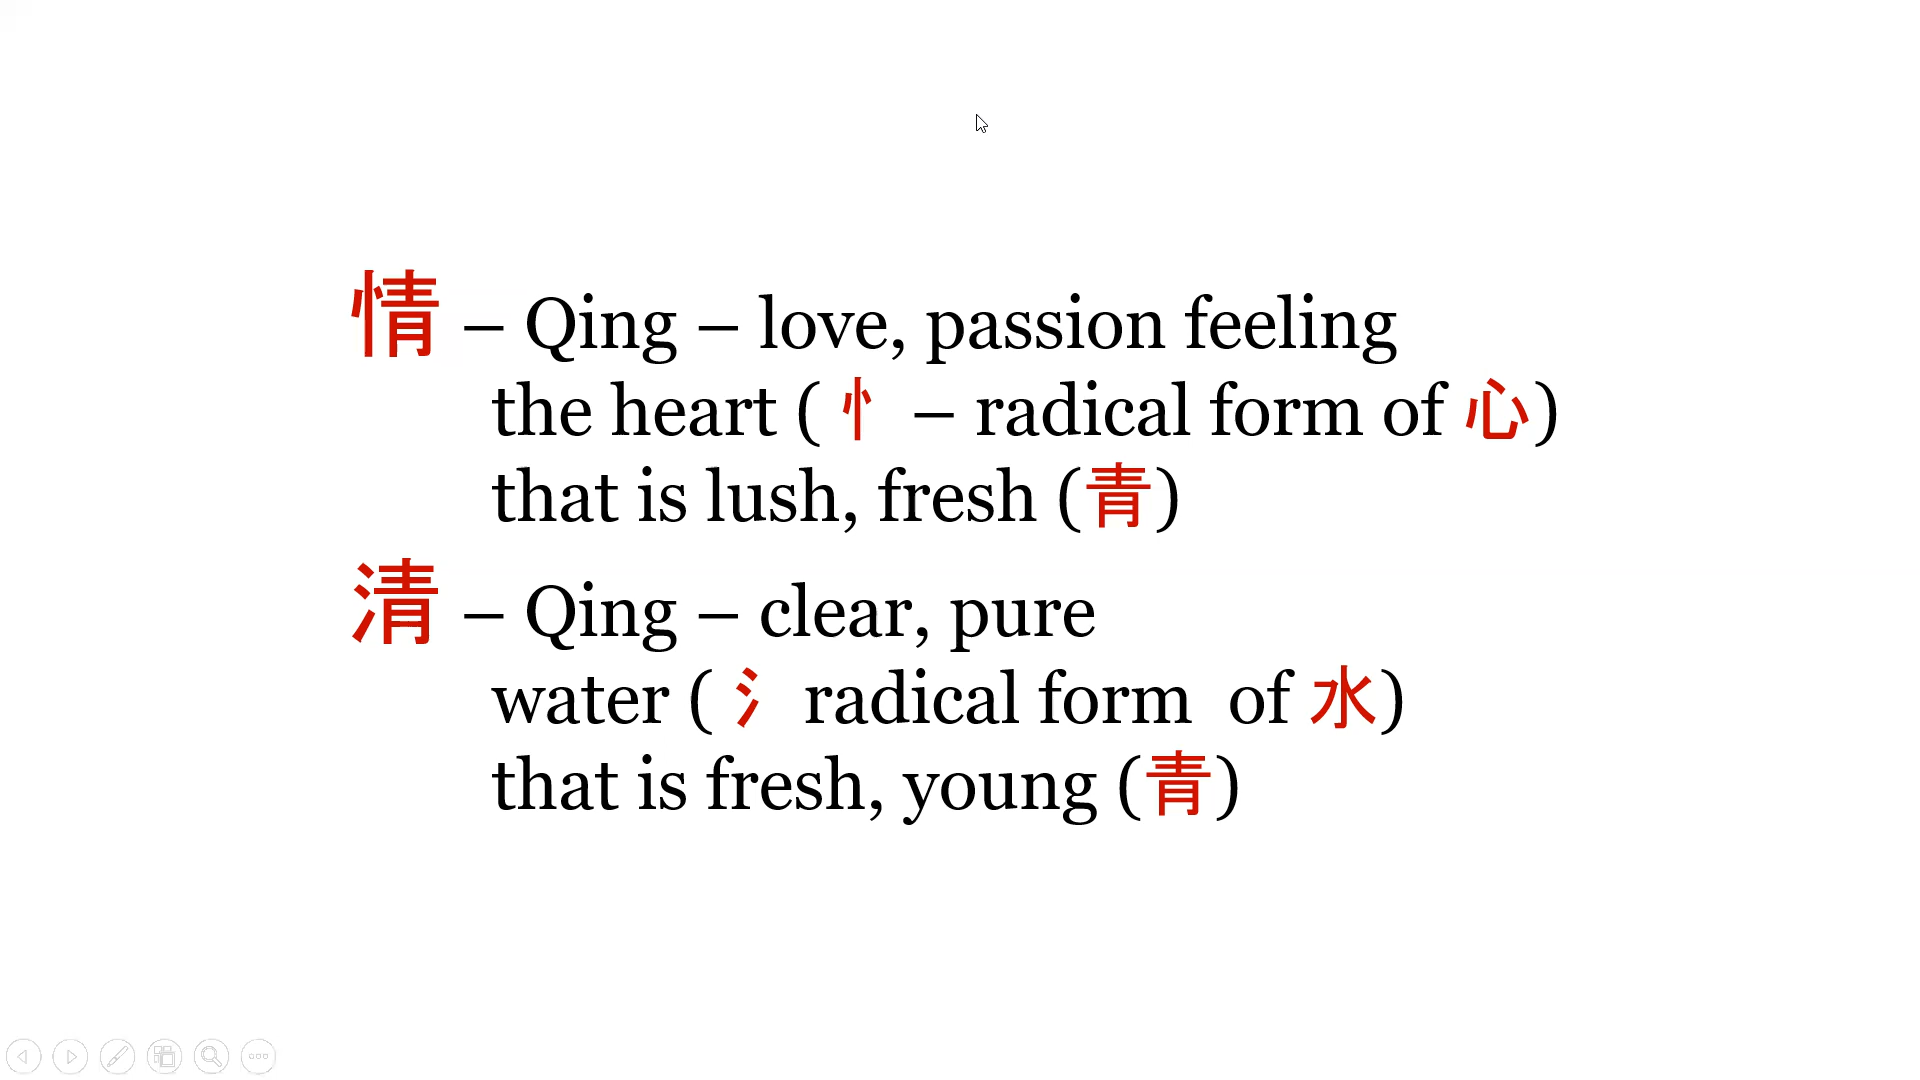 情 – Qing – love, passion feeling
the heart ( 忄 – radical form of 心)
that is lush, fresh (青)
清 – Qing – clear, pure
water ( 氵 radical form  of 水)
that is fresh, young (青)